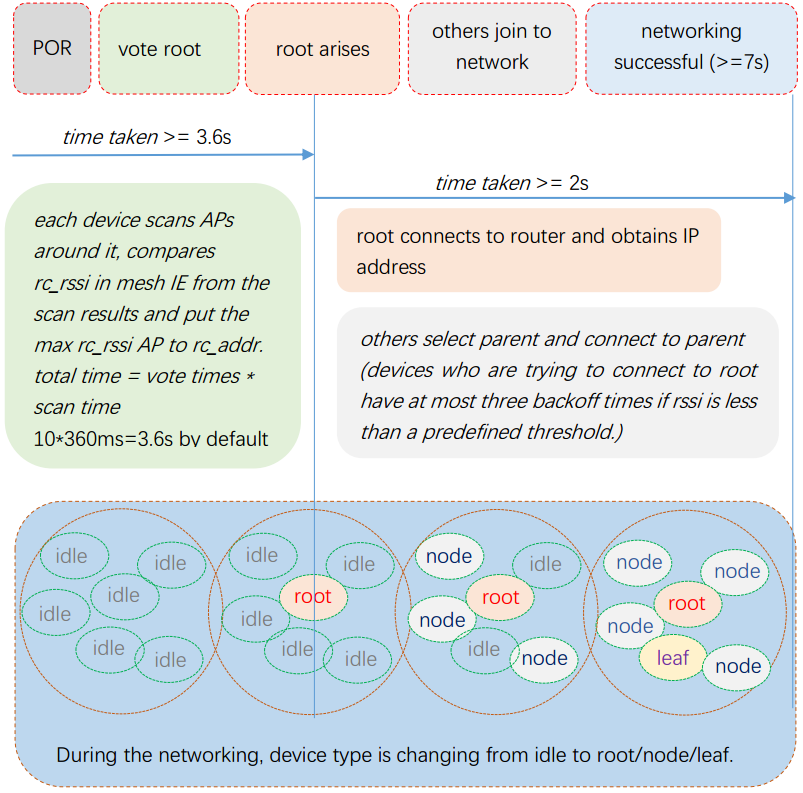 POR
vote root
root arises
others join to
network
networking
successful (>=7s)
time taken >= 3.6s
time taken >= 2s
each device scans APs
around it, compares
rc_rssi in mesh IE from the
scan results and put the
max rc_rssi AP to rc_addr.
total time = vote times *
scan time
10*360ms=3.6s by default
root connects to router and obtains IP
address
others select parent and connect to parent
(devices who are trying to connect to root
have at most three backoff times if rssi is less
than a predefined threshold.)
idle
idle
idle
idle
idle
idle
idle
idle
root
idle
idle
idle
node
idle
root
node
idle
node
node
node
root
node
leaf
node
During the networking, device type is changing from idle to root/node/leaf.